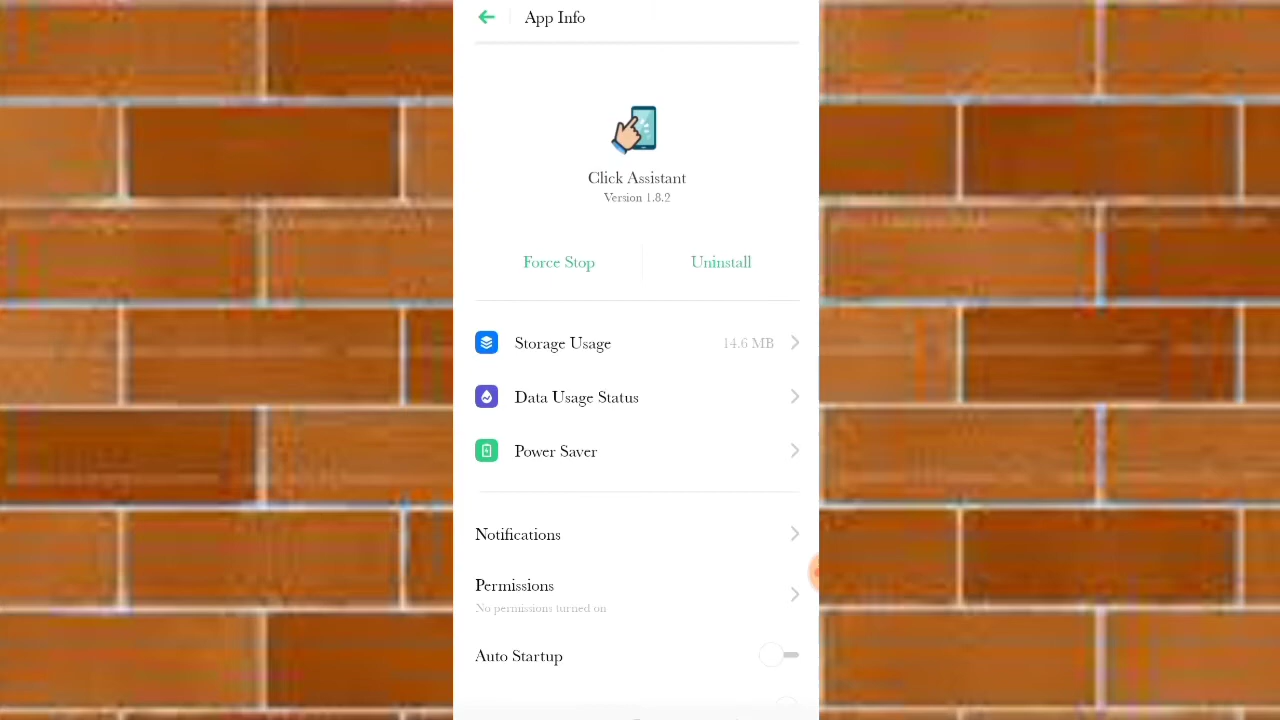 App Info
Click Assistant
Version 1.8.2
Force Stop
Uninstall
Storage Usage
14.6 MB
Data Usage Status
Power Saver
Notifications
Permissions
No permissions turned on
Auto Startup